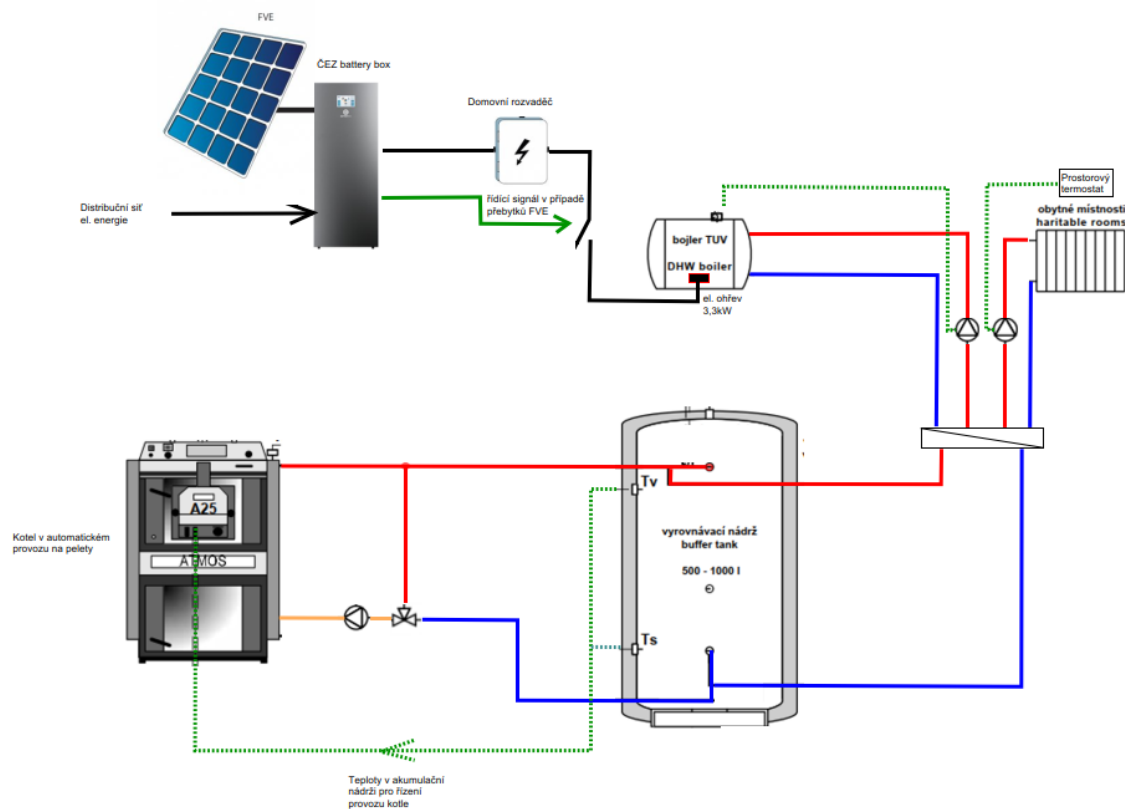 FVE
ČEZ battery box
Domovní rozvaděč
Distribuční siť
el. energie
řídící signál v případě
přebytků FVE
Prostorový
termostat
obytné místnosti
haritable rooms
bojler TUV
DHW boiler
el. ohřev
3,3kW
Tv
A25
Kotel v automatickém
provozu na pelety
ATMOS
vyrovnávací nádrž
buffer tank
500 - 1000 l
Ts
Teploty v akumulační
nádrži pro řízení
provozu kotle